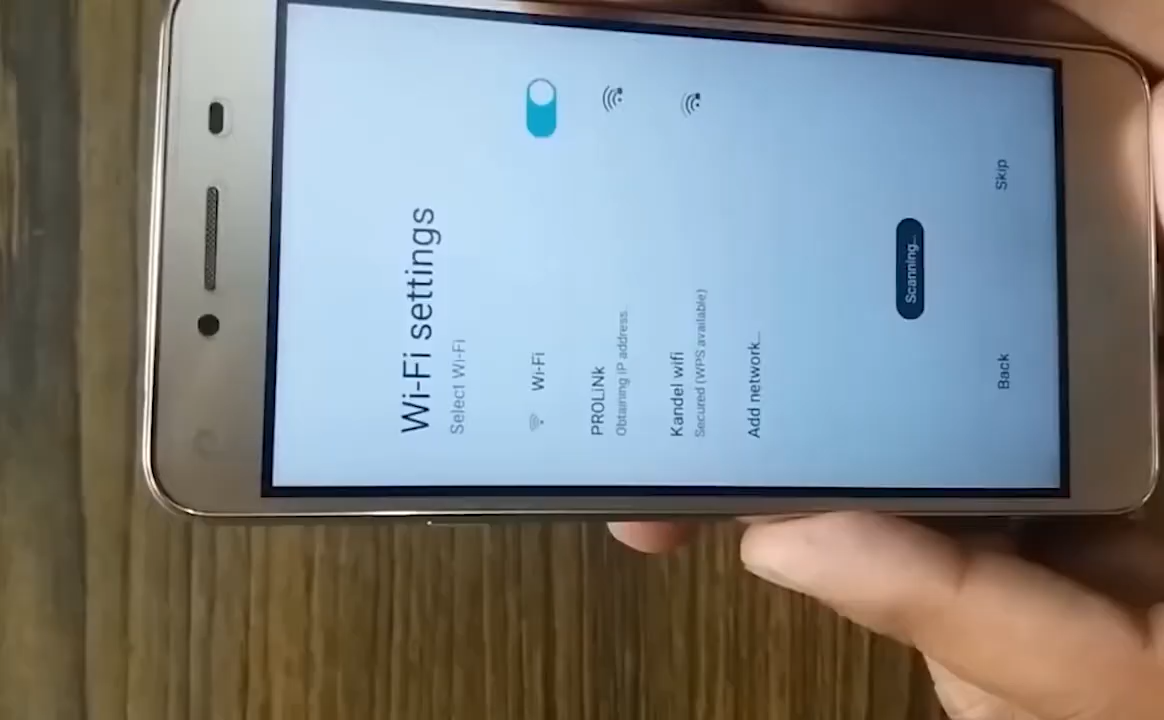 Wi-Fi settings
Select Wi-Fi
Wi-Fi
PROLiNk
Obtaining IP address...
Kandel wifi
Secured (WPS available)
Add network...
Scanning...
Back
Skip